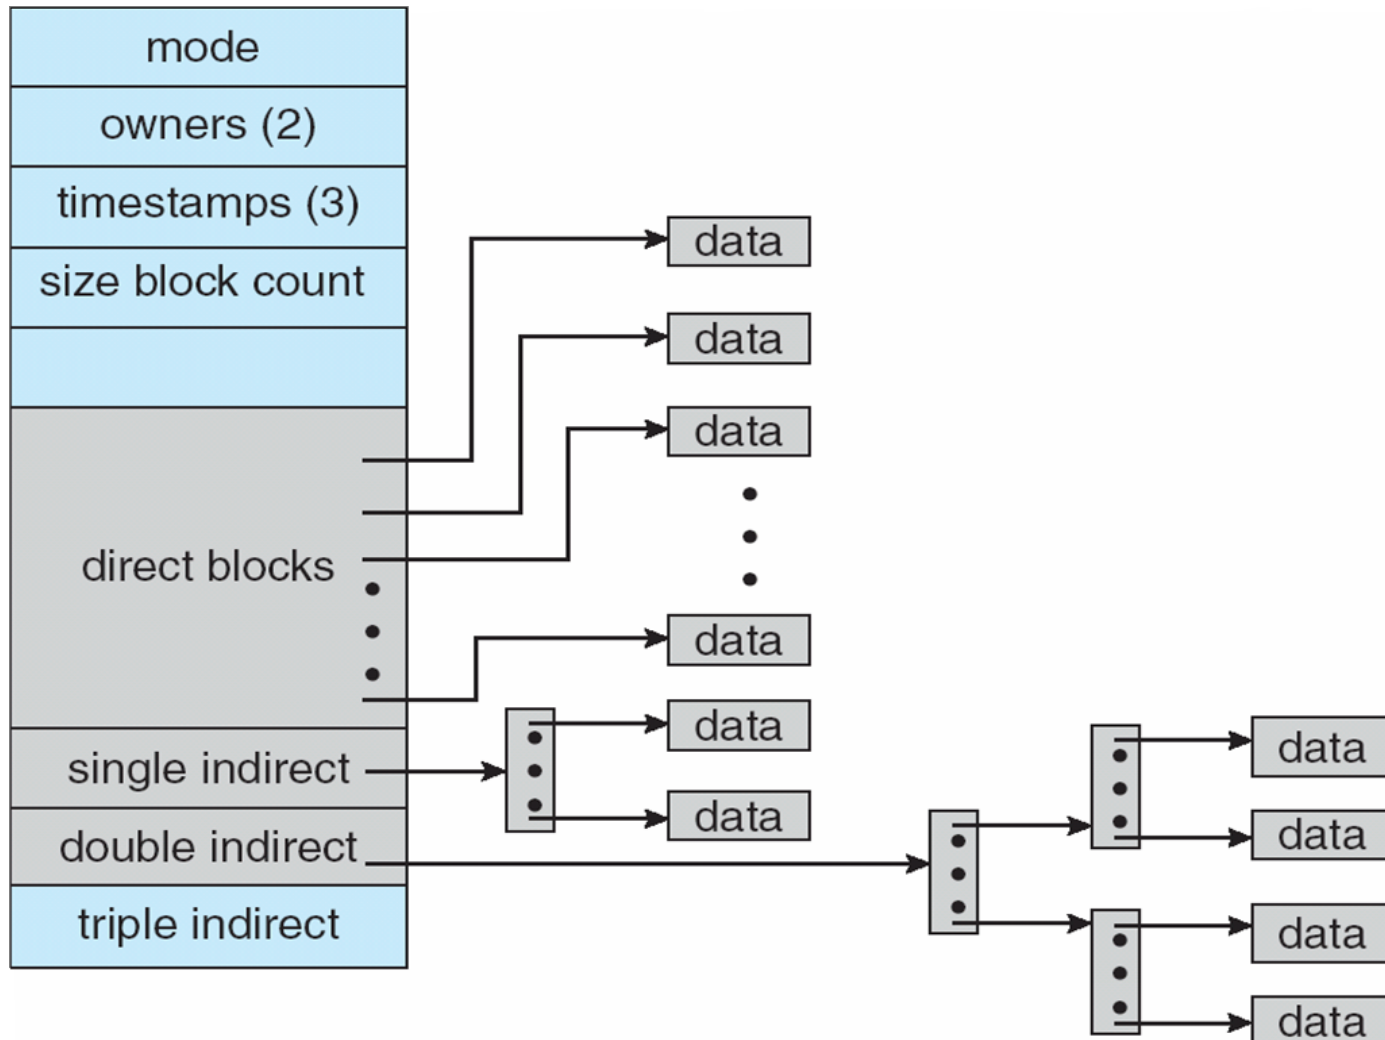 mode
owners (2)
timestamps (3)
size block count
direct blocks
single indirect
double indirect
triple indirect
data
data
data
data
data
data
data
data
data
data